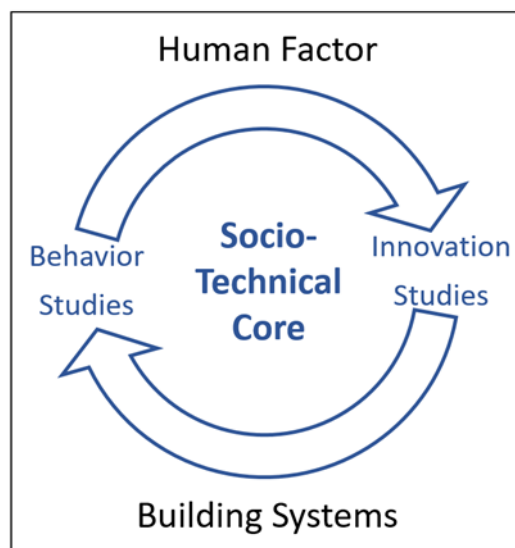 Human Factor
Behavior
Studies
Socio-
Technical
Core
Innovation
Studies
Building Systems